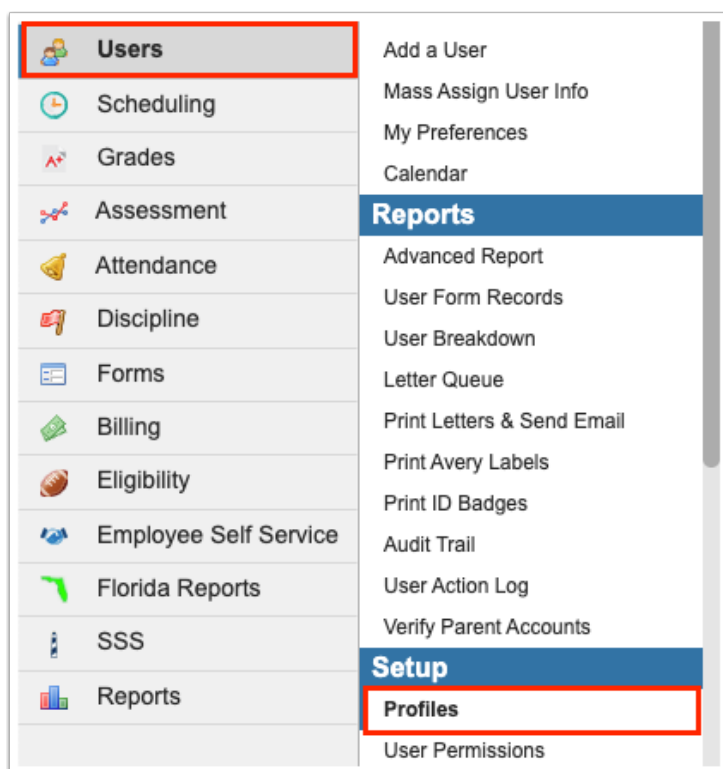 Users
Scheduling
A+ Grades
Assessment
Attendance
Discipline
Forms
Billing
Eligibility
Employee Self Service
Florida Reports
SSS
Reports
Add a User
Mass Assign User Info
My Preferences
Calendar
Reports
Advanced Report
User Form Records
User Breakdown
Letter Queue
Print Letters & Send Email
Print Avery Labels
Print ID Badges
Audit Trail
User Action Log
Verify Parent Accounts
Setup
Profiles
User Permissions